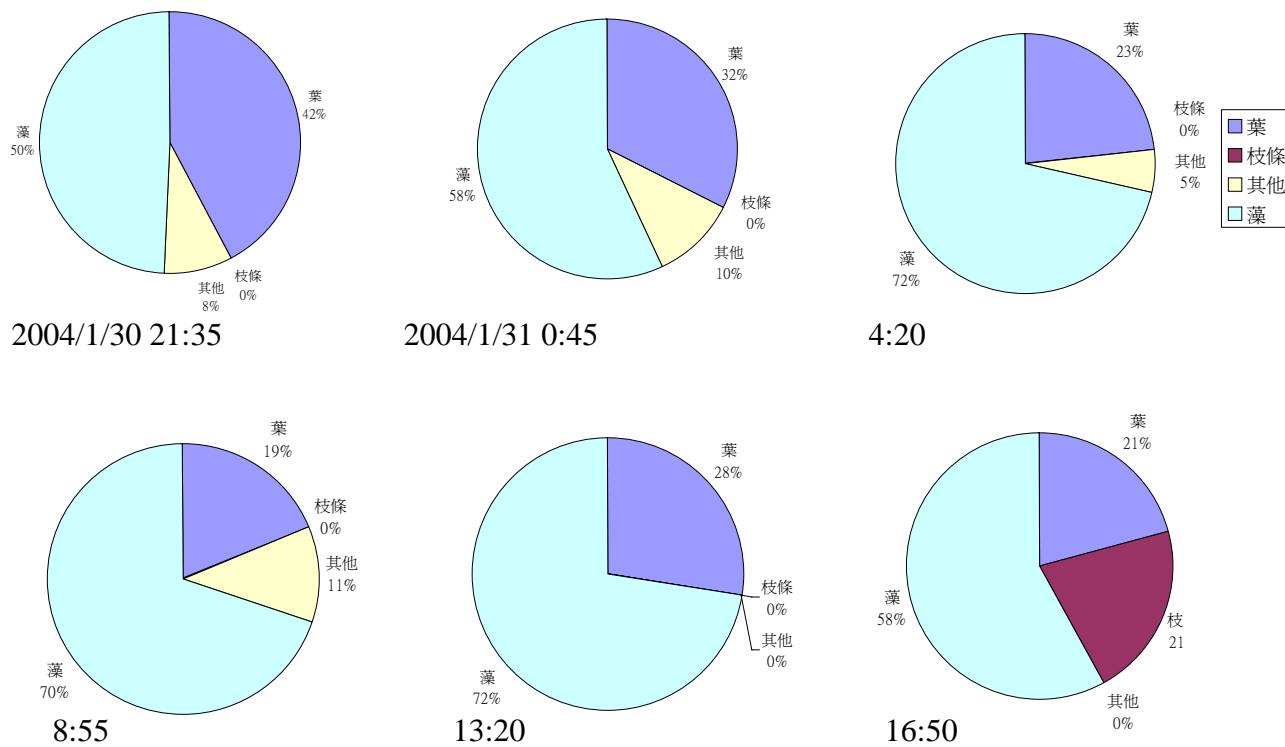 葉
42%
枝條
0%
其他
8%
藻
50%
2004/1/30 21:35
葉
32%
枝條
0%
其他
10%
藻
58%
2004/1/31 0:45
葉
23%
枝條
0%
其他
5%
藻
72%
4:20
葉
枝條
其他
藻
葉
19%
枝條
0%
其他
11%
藻
70%
8:55
葉
28%
枝條
0%
其他
0%
藻
72%
13:20
葉
21%
枝
21
其他
0%
藻
58%
16:50